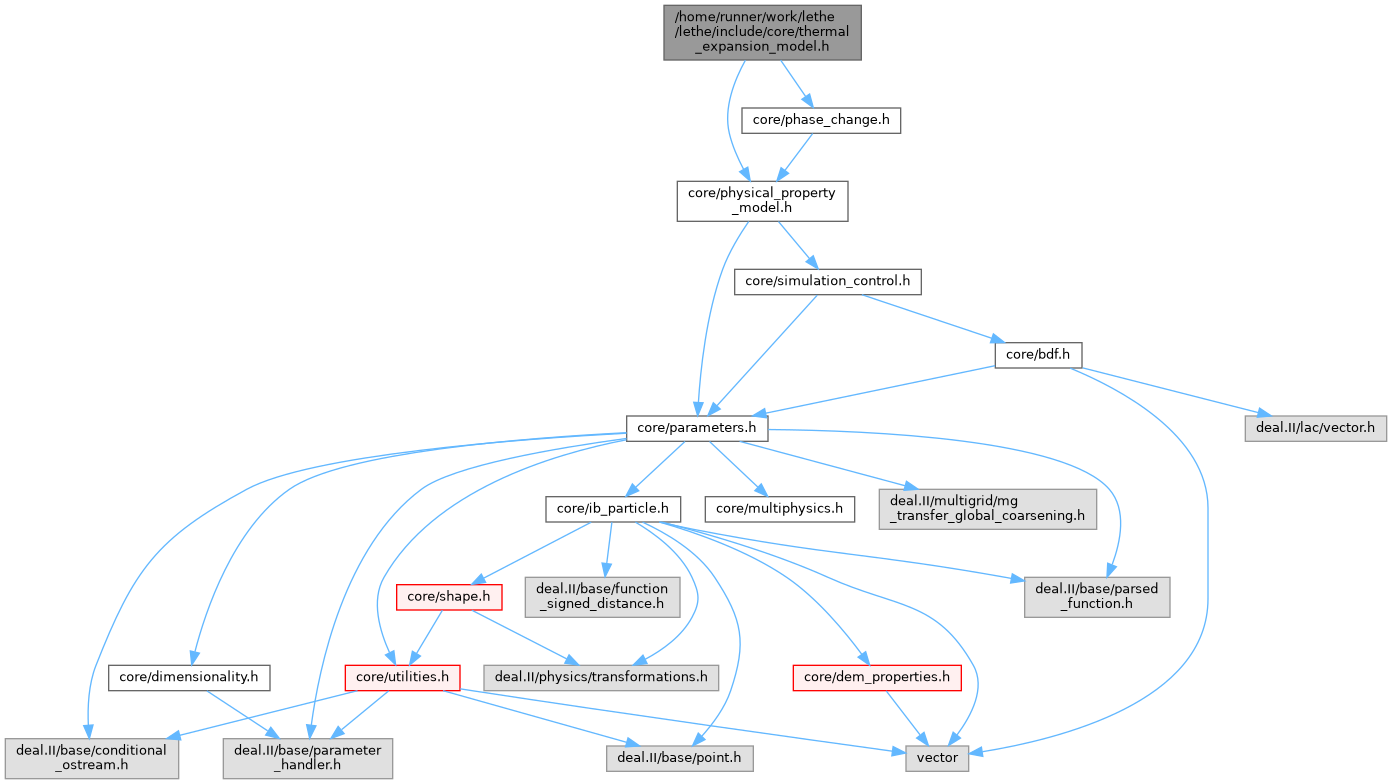 /home/runner/work/lethe
/lethe/include/core/thermal
_expansion_model.h
core/phase_change.h
core/physical_property
_model.h
core/simulation_control.h
core/bdf.h
core/parameters.h
deal.II/lac/vector.h
core/ib_particle.h
core/multiphysics.h
deal.II/multigrid/mg
_transfer_global_coarsening.h
core/shape.h
deal.II/base/function
_signed_distance.h
deal.II/base/parsed
_function.h
core/dimensionality.h
core/utilities.h
deal.II/physics/transformations.h
core/dem_properties.h
deal.II/base/conditional
_ostream.h
deal.II/base/parameter
_handler.h
deal.II/base/point.h
vector